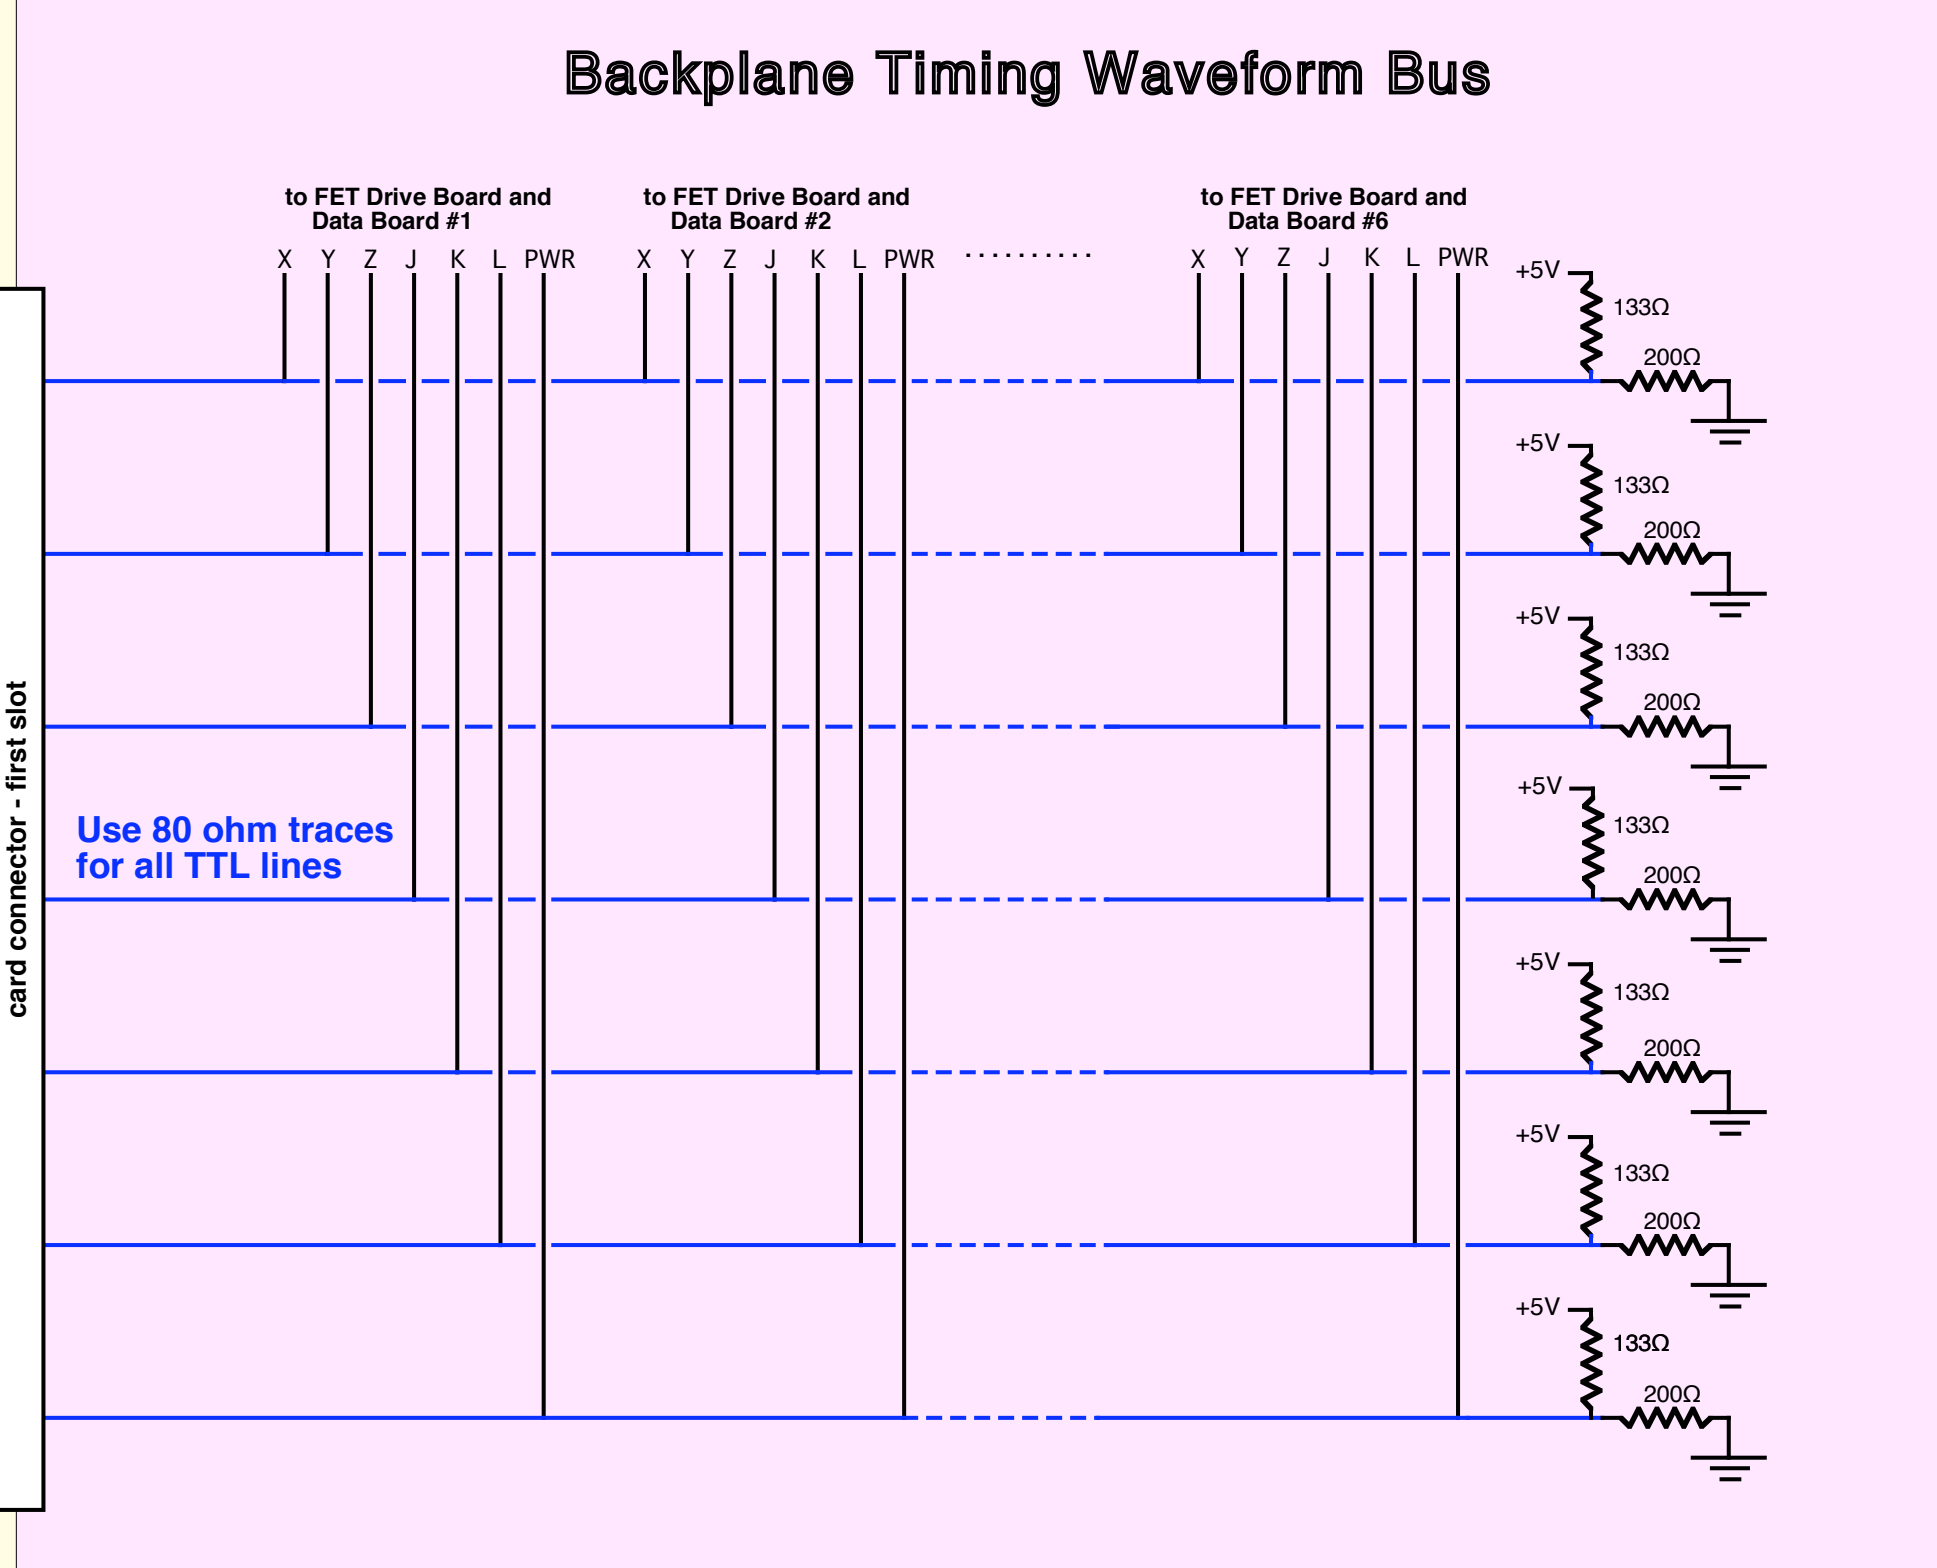 Backplane Timing Waveform Bus
to FET Drive Board and
Data Board #1
to FET Drive Board and
Data Board #2
to FET Drive Board and
Data Board #6
X Y Z J K L PWR
X Y Z J K L PWR
..........
X Y Z J K L PWR
+5V
133Ω
200Ω
+5V
133Ω
200Ω
+5V
133Ω
200Ω
card connector - first slot
Use 80 ohm traces
for all TTL lines
+5V
133Ω
200Ω
+5V
133Ω
200Ω
+5V
133Ω
200Ω
+5V
133Ω
200Ω